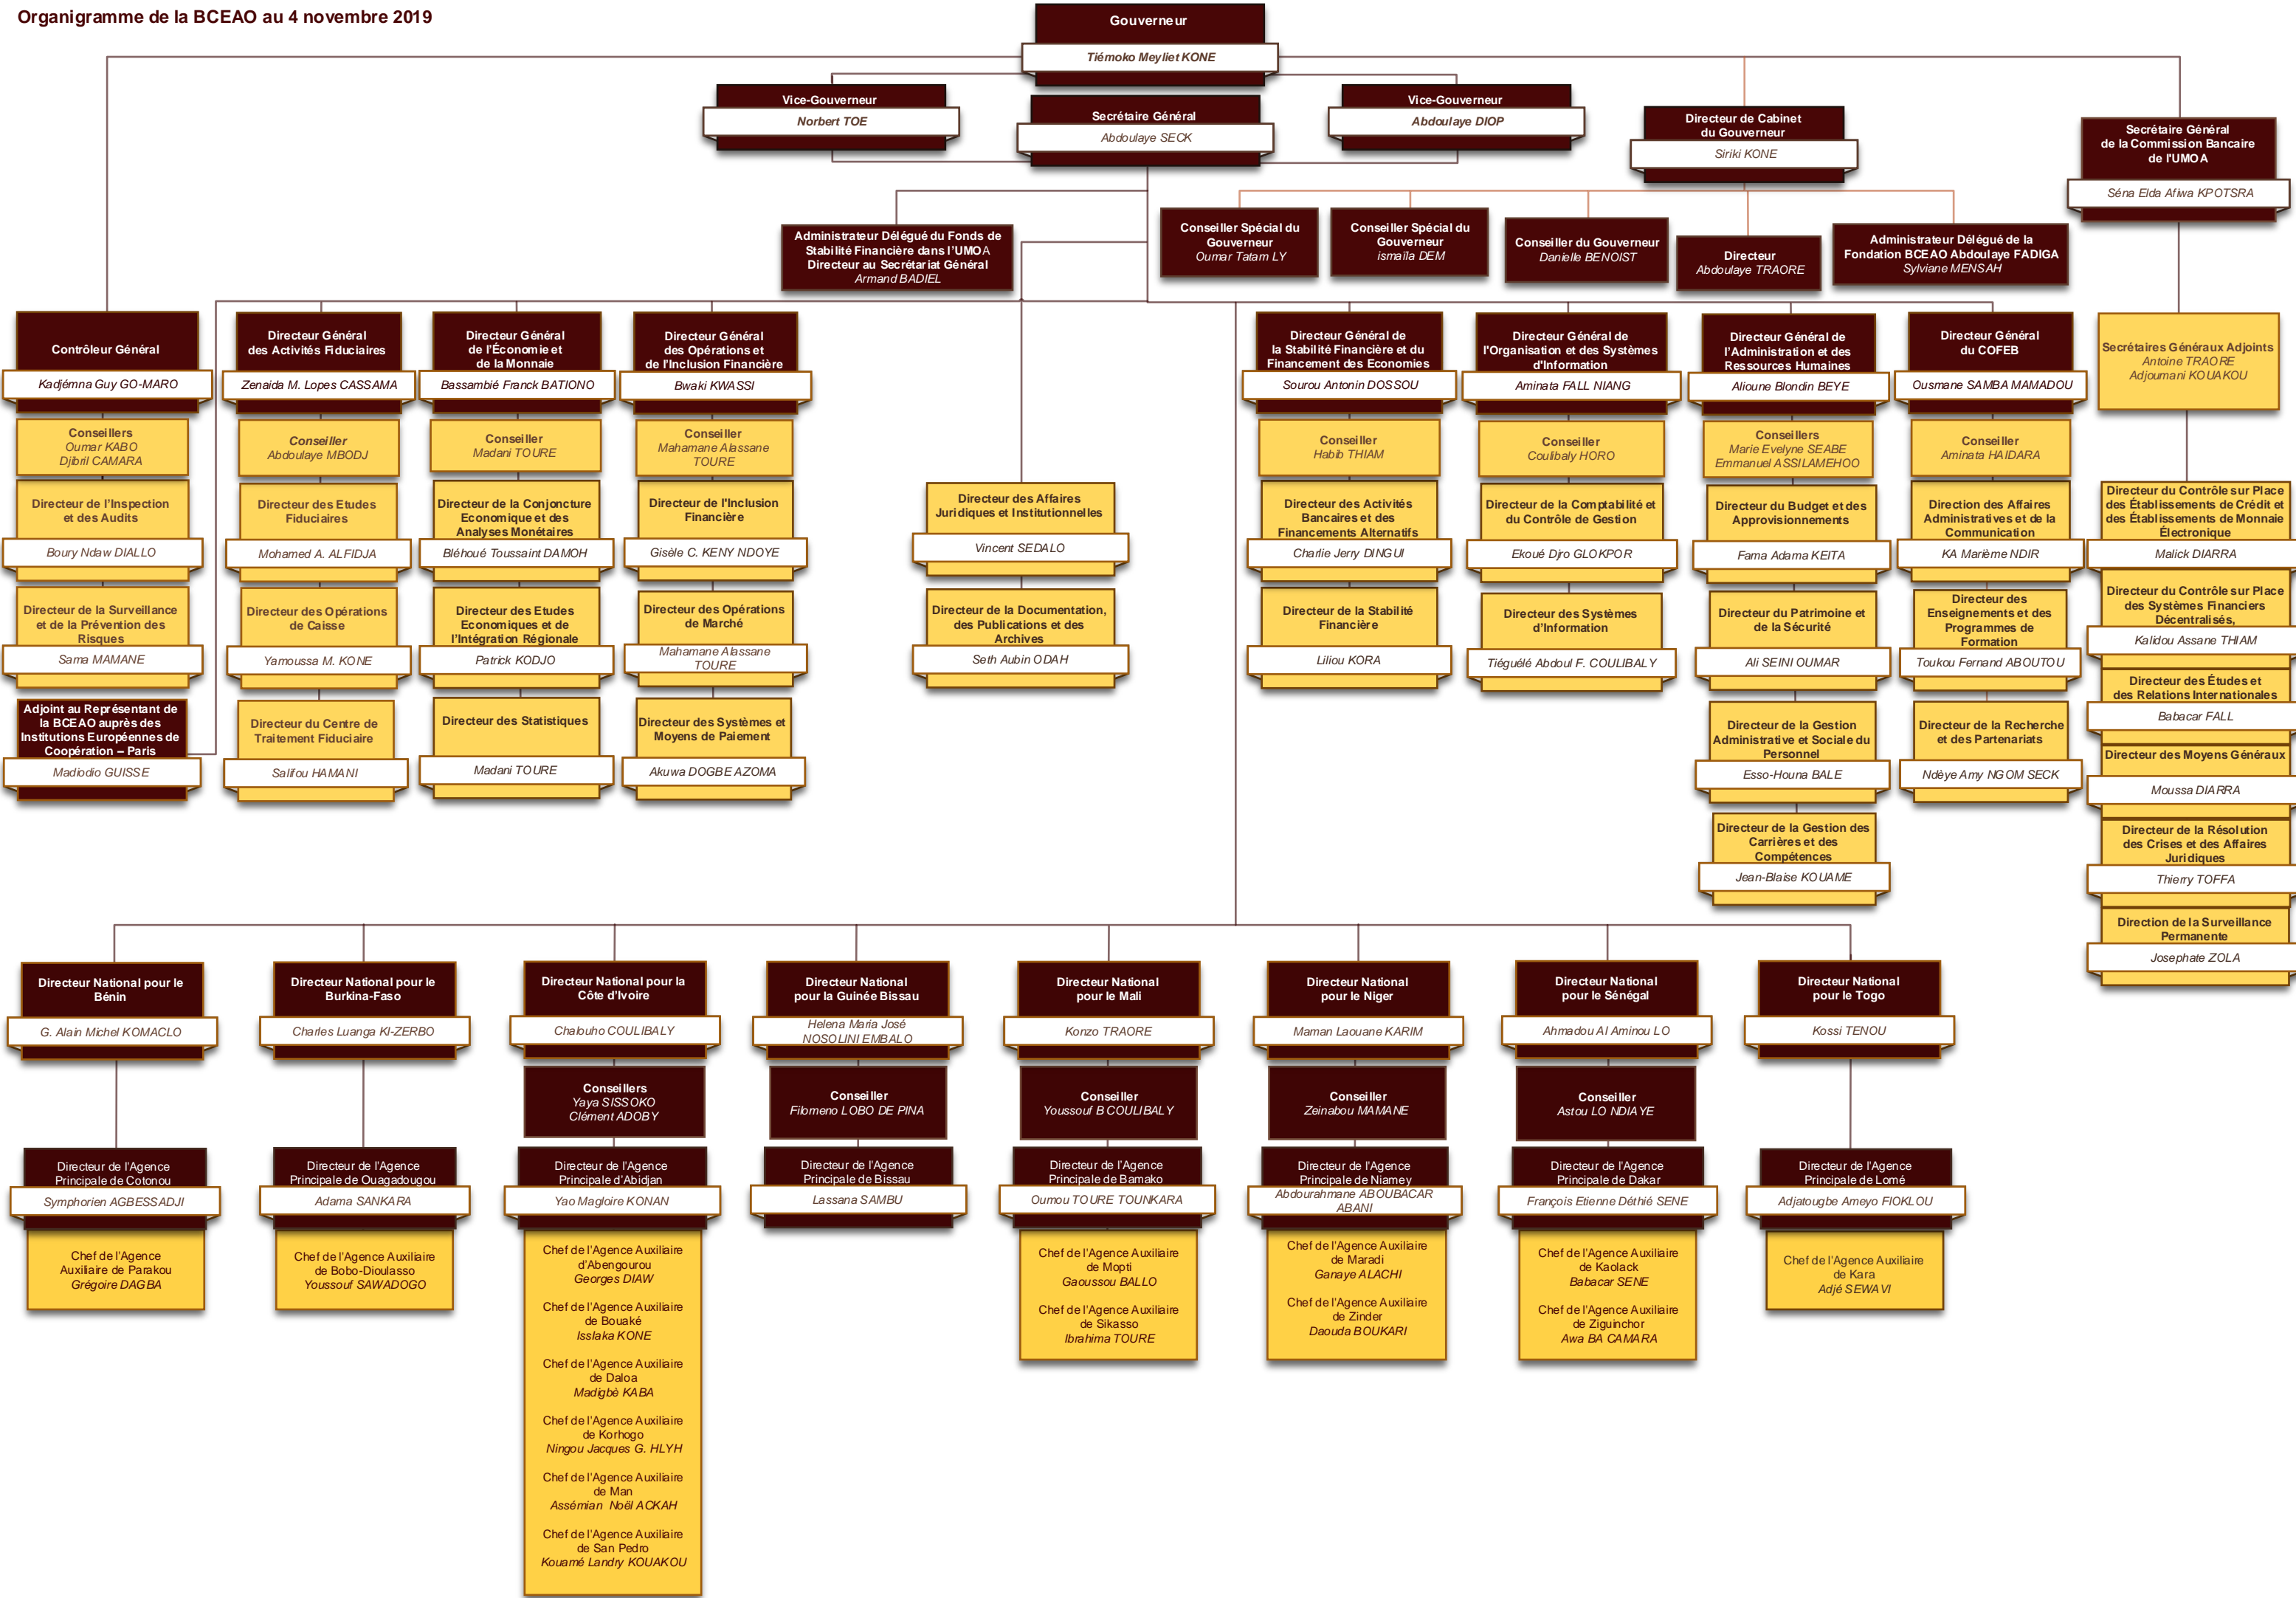 Organigramme de la BCEAO au 4 novembre 2019
Gouverneur
Tiémoko Meyliet KONE
Vice-Gouverneur
Norbert TOE
Secrétaire Général
Abdoulaye SECK
Vice-Gouverneur
Abdoulaye DIOP
Directeur de Cabinet
du Gouverneur
Siriki KONE
Secrétaire Général
de la Commission Bancaire
de l'UMOA
Séna Elda Afiwa KPOTSRA
Administrateur Délégué du Fonds de
Stabilité Financière dans l'UMOA
Directeur au Secrétariat Général
Armand BADIEL
Conseiller Spécial du
Gouverneur
Oumar Tatam LY
Conseiller Spécial du
Gouverneur
ismaïla DEM
Conseiller du Gouverneur
Danielle BENOIST
Directeur
Abdoulaye TRAORE
Administrateur Délégué de la
Fondation BCEAO Abdoulaye FADIGA
Sylviane MENSAH
Contrôleur Général
Kadjémna Guy GO-MARO
Conseillers
Oumar KABO
Djibril CAMARA
Directeur de l'Inspection
et des Audits
Boury Ndaw DIALLO
Directeur de la Surveillance
et de la Prévention des
Risques
Sama MAMANE
Adjoint au Représentant de
la BCEAO auprès des
Institutions Européennes de
Coopération – Paris
Madiodio GUISSE
Directeur Général
des Activités Fiduciaires
Zenaida M. Lopes CASSAMA
Conseiller
Abdoulaye MBODJ
Directeur des Etudes
Fiduciaires
Mohamed A. ALFIDJA
Directeur des Opérations
de Caisse
Yamoussa M. KONE
Directeur du Centre de
Traitement Fiduciaire
Salifou HAMANI
Directeur Général
de l'Économie et
de la Monnaie
Bassambié Franck BATIONO
Conseiller
Madani TOURE
Directeur de la Conjoncture
Economique et des
Analyses Monétaires
Bléhoué Toussaint DAMOH
Directeur des Etudes
Economiques et de
l'Intégration Régionale
Patrick KODJO
Directeur des Statistiques
Madani TOURE
Directeur Général
des Opérations et
de l'Inclusion Financière
Bwaki KWASSI
Conseiller
Mahamane Alassane
TOURE
Directeur de l'Inclusion
Financière
Gisèle C. KENY NDOYE
Directeur des Opérations
de Marché
Mahamane Alassane
TOURE
Directeur des Systèmes et
Moyens de Paiement
Akuwa DOGBE AZOMA
Directeur des Affaires
Juridiques et Institutionnelles
Vincent SEDALO
Directeur de la Documentation,
des Publications et des
Archives
Seth Aubin ODAH
Directeur Général de
la Stabilité Financière et du
Financement des Economies
Sourou Antonin DOSSOU
Conseiller
Habib THIAM
Directeur des Activités
Bancaires et des
Financements Alternatifs
Charlie Jerry DINGUI
Directeur de la Stabilité
Financière
Liliou KORA
Directeur Général de
l'Organisation et des Systèmes
d'Information
Aminata FALL NIANG
Conseiller
Coulibaly HORO
Directeur de la Comptabilité et
du Contrôle de Gestion
Ekoué Djro GLOKPOR
Directeur des Systèmes
d'Information
Tiéguélé Abdoul F. COULIBALY
Directeur Général de
l'Administration et des
Ressources Humaines
Alioune Blondin BEYE
Conseillers
Marie Evelyne SEABE
Emmanuel ASSILAMEHOO
Directeur du Budget et des
Approvisionnements
Fama Adama KEITA
Directeur du Patrimoine et
de la Sécurité
Ali SEINI OUMAR
Directeur de la Gestion
Administrative et Sociale du
Personnel
Esso-Houna BALE
Directeur de la Gestion des
Carrières et des
Compétences
Jean-Blaise KOUAME
Directeur Général
du COFEB
Ousmane SAMBA MAMADOU
Conseiller
Aminata HAIDARA
Direction des Affaires
Administratives et de la
Communication
KA Marième NDIR
Directeur des
Enseignements et des
Programmes de
Formation
Toukou Fernand ABOUTOU
Directeur de la Recherche
et des Partenariats
Ndèye Amy NGOM SECK
Secrétaires Généraux Adjoints
Antoine TRAORE
Adjoumani KOUAKOU
Directeur du Contrôle sur Place
des Établissements de Crédit et
des Établissements de Monnaie
Électronique
Malick DIARRA
Directeur du Contrôle sur Place
des Systèmes Financiers
Décentralisés,
Kalidou Assane THIAM
Directeur des Études et
des Relations Internationales
Babacar FALL
Directeur des Moyens Généraux
Moussa DIARRA
Directeur de la Résolution
des Crises et des Affaires
Juridiques
Thierry TOFFA
Direction de la Surveillance
Permanente
Josephate ZOLA
Directeur National pour le
Bénin
G. Alain Michel KOMACLO
Directeur de l'Agence
Principale de Cotonou
Symphorien AGBESSADJI
Chef de l'Agence
Auxiliaire de Parakou
Grégoire DAGBA
Directeur National pour le
Burkina-Faso
Charles Luanga KI-ZERBO
Directeur de l'Agence
Principale de Ouagadougou
Adama SANKARA
Chef de l'Agence Auxiliaire
de Bobo-Dioulasso
Youssouf SAWADOGO
Directeur National pour la
Côte d'Ivoire
Chalouho COULIBALY
Conseillers
Yaya SISSOKO
Clément ADOBY
Directeur de l'Agence
Principale d'Abidjan
Yao Magloire KONAN
Chef de l'Agence Auxiliaire
d'Abengourou
Georges DIAW
Chef de l'Agence Auxiliaire
de Bouaké
Isslaka KONE
Chef de l'Agence Auxiliaire
de Daloa
Madigbè KABA
Chef de l'Agence Auxiliaire
de Korhogo
Ningou Jacques G. HLYH
Chef de l'Agence Auxiliaire
de Man
Assémian Noël ACKAH
Chef de l'Agence Auxiliaire
de San Pedro
Kouamé Landry KOUAKOU
Directeur National
pour la Guinée Bissau
Helena Maria José
NOSOLINI EMBALO
Conseiller
Filomeno LOBO DE PINA
Directeur de l'Agence
Principale de Bissau
Lassana SAMBU
Directeur National
pour le Mali
Konzo TRAORE
Conseiller
Youssouf B COULIBALY
Directeur de l'Agence
Principale de Bamako
Oumou TOURE TOUNKARA
Chef de l'Agence Auxiliaire
de Mopti
Gaoussou BALLO
Chef de l'Agence Auxiliaire
de Sikasso
Ibrahima TOURE
Directeur National
pour le Niger
Maman Laouane KARIM
Conseiller
Zeinabou MAMANE
Directeur de l'Agence
Principale de Niamey
Abdourahmane ABOUBACAR
ABANI
Chef de l'Agence Auxiliaire
de Maradi
Ganaye ALACHI
Chef de l'Agence Auxiliaire
de Zinder
Daouda BOUKARI
Directeur National
pour le Sénégal
Ahmadou Al Aminou LO
Conseiller
Astou LO NDIAYE
Directeur de l'Agence
Principale de Dakar
François Etienne Déthié SENE
Chef de l'Agence Auxiliaire
de Kaolack
Babacar SENE
Chef de l'Agence Auxiliaire
de Ziguinchor
Awa BA CAMARA
Directeur National
pour le Togo
Kossi TENOU
Directeur de l'Agence
Principale de Lomé
Adjatougbe Ameyo FIOKLOU
Chef de l'Agence Auxiliaire
de Kara
Adjé SEWAVI